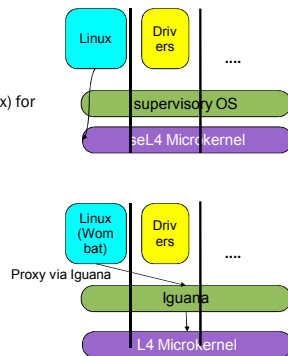 Linux
Driv
ers
....
x) for
supervisory OS
seL4 Microkernel
Linux
(Wom
bat)
Driv
ers
....
Proxy via Iguana
Iguana
L4 Microkernel